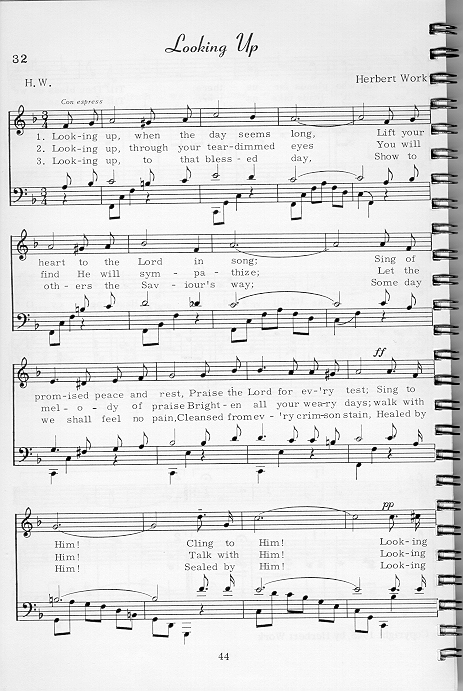 Looking Up
32
H. W.
Herbert Work
Con express
1. Look-ing up, when the day seems long, Lift your
2. Look-ing up, through your tear-dimmed eyes You will
3. Look-ing up, to that bless - ed day, Show to
heart to the Lord in song; Sing of
find He will sym - pa - thize; Let the
oth - ers the Sav - iour's way; Some day
prom-ised peace and rest, Praise the Lord for ev-'ry test; Sing to
mel - o - dy of praise Bright-en all your wea-ry days; walk with
we shall feel no pain, Cleansed from ev - 'ry crim-son stain, Healed by
ff
pp
Him! Cling to Him! Look-ing
Him! Talk with Him! Look-ing
Him! Sealed by Him! Look-ing
44